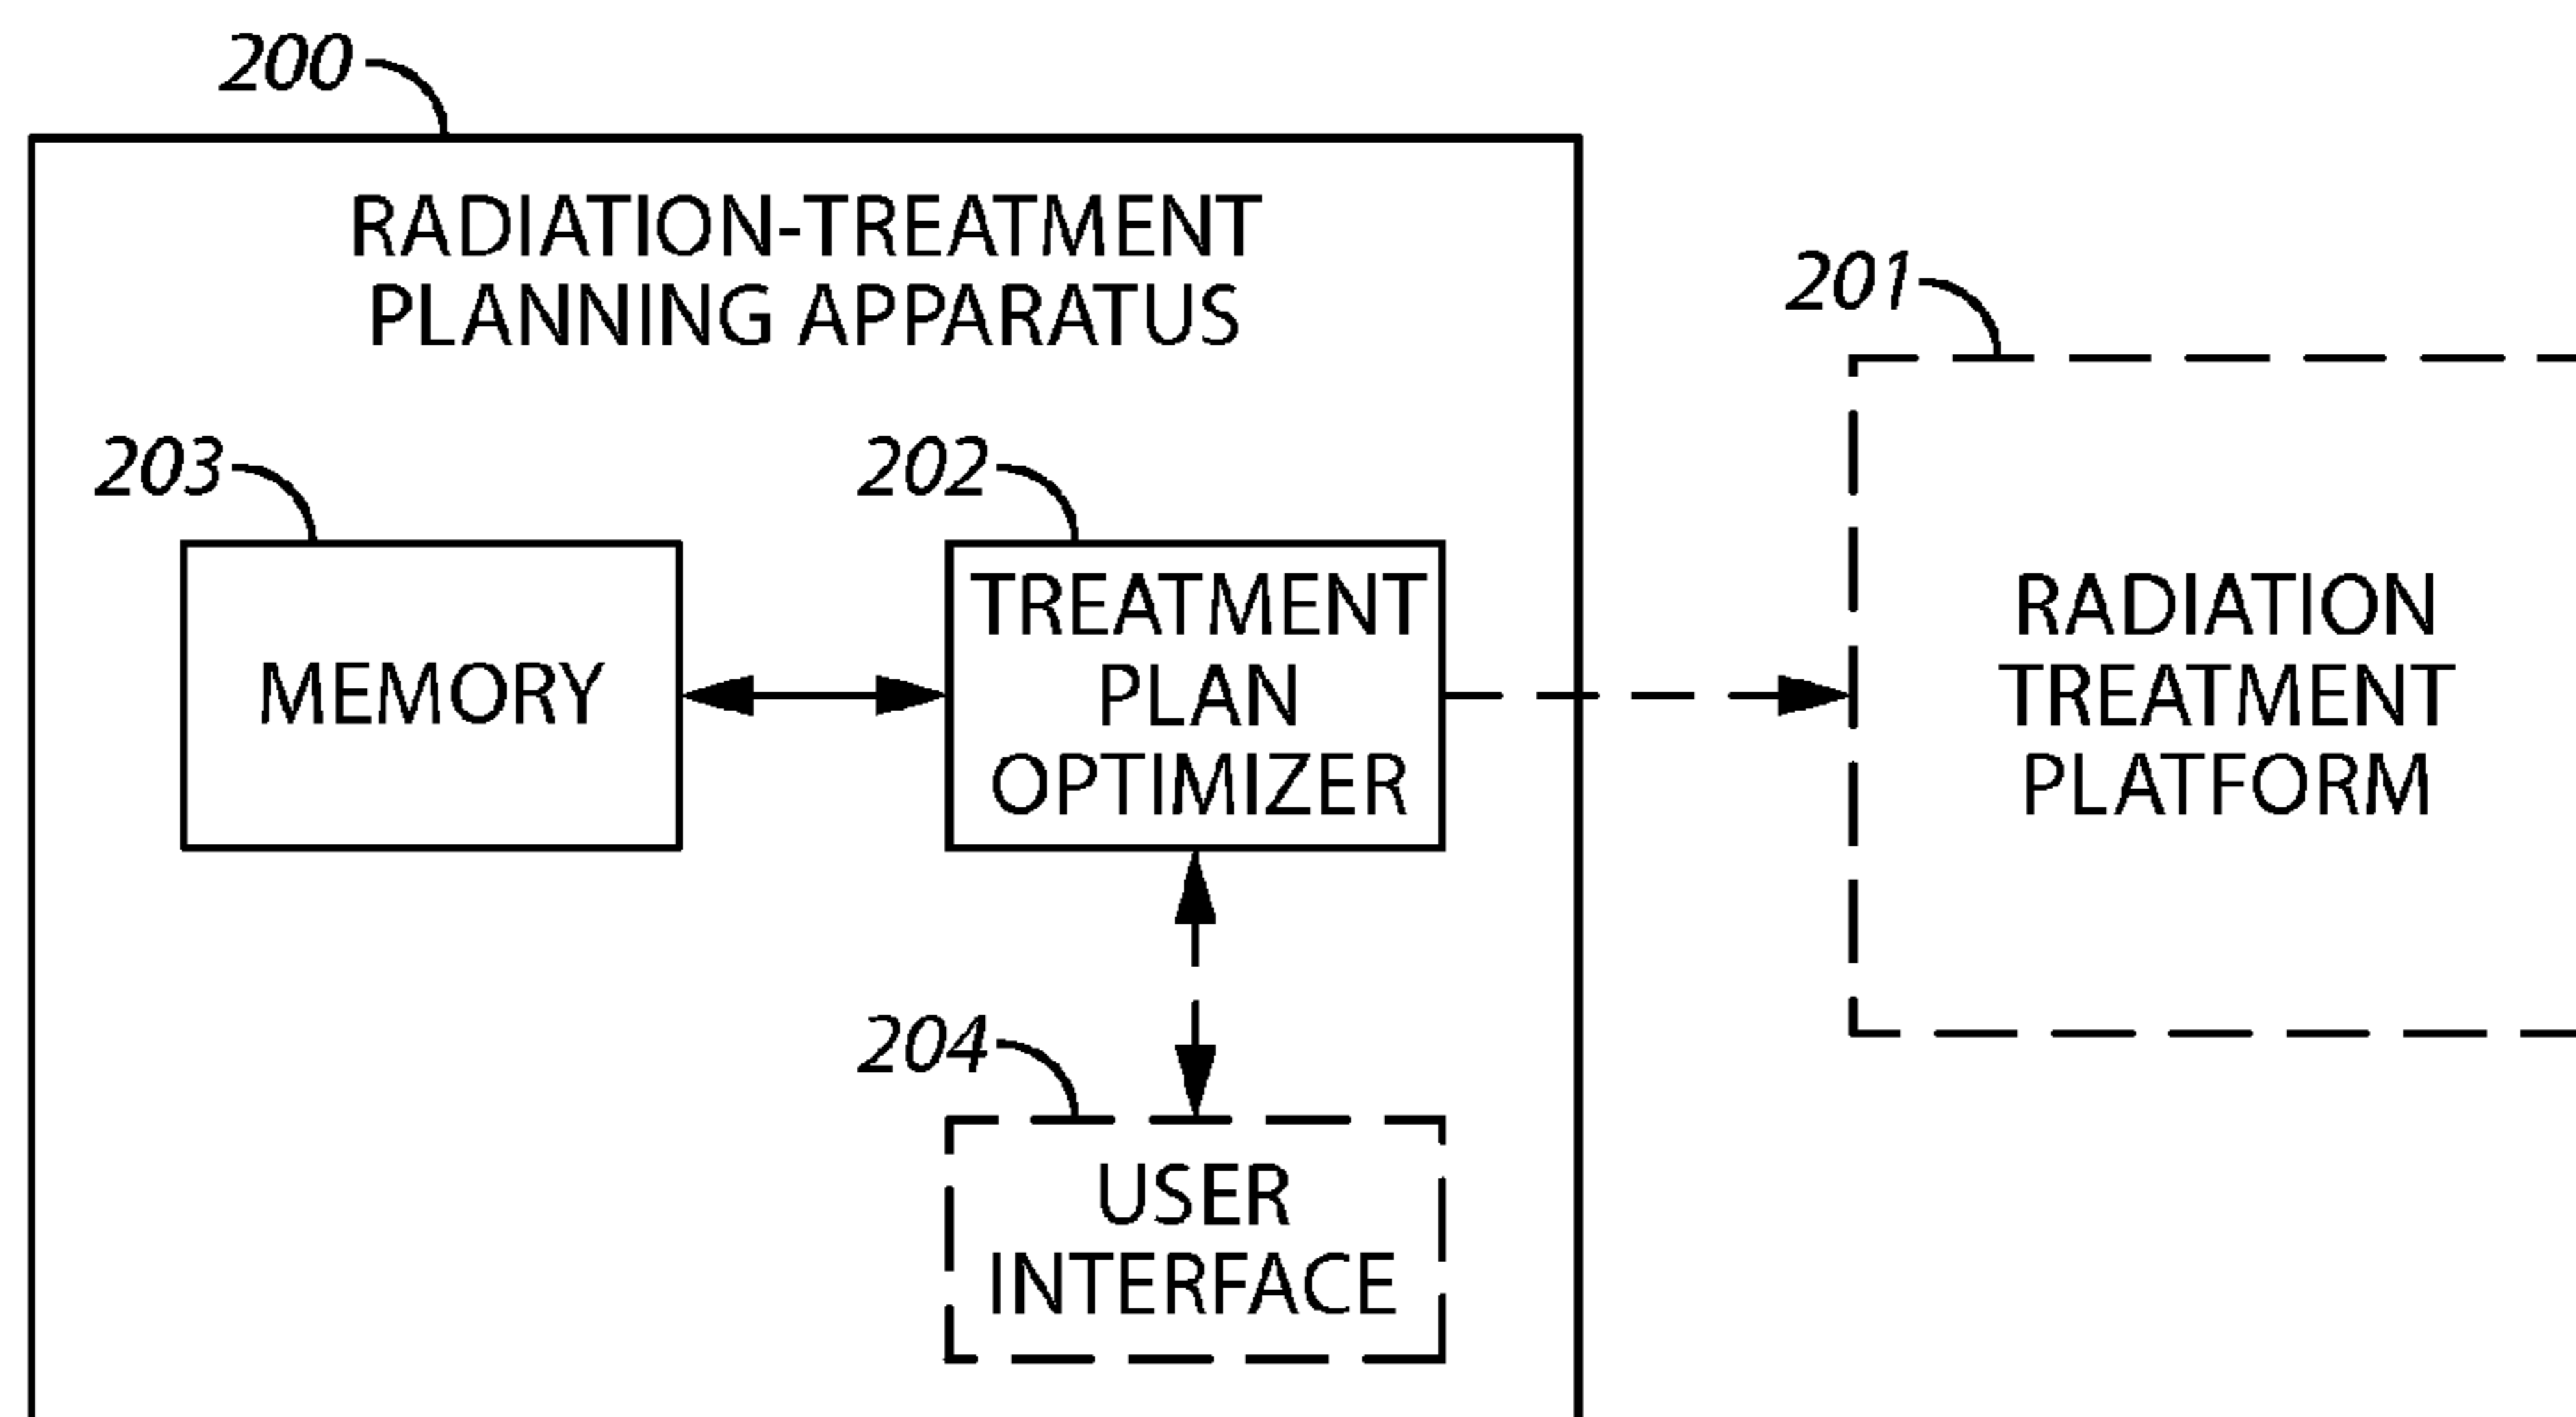 200
RADIATION-TREATMENT
PLANNING APPARATUS
201
203
202
MEMORY
TREATMENT
PLAN
OPTIMIZER
RADIATION
TREATMENT
PLATFORM
204
USER
INTERFACE